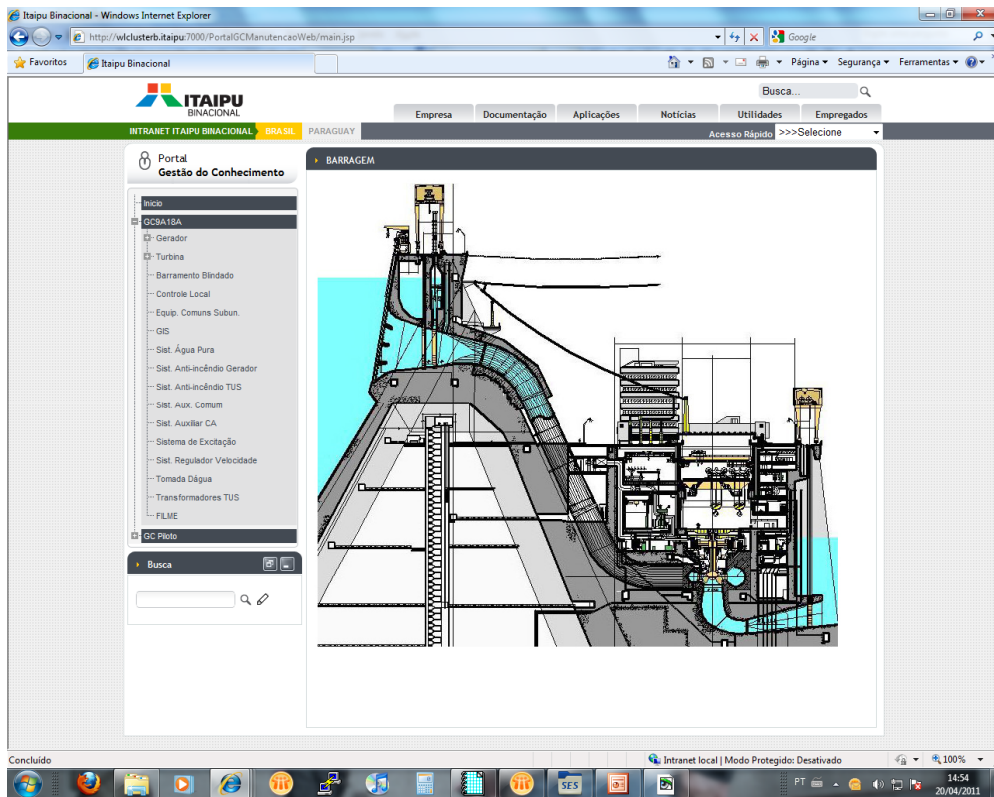 Itaipu Binacional - Windows Internet Explorer
http://wlclusterb.itaipu:7000/PortalGCManutencaoWeb/main.jsp
Google
Favoritos
Itaipu Binacional
Página
Segurança
Ferramentas
ITAIPU
BINACIONAL
Busca...
Empresa
Documentação
Aplicações
Notícias
Utilidades
Empregados
INTRANET ITAIPU BINACIONAL
BRASIL
PARAGUAY
Acesso Rápido
>>>Selecione
Portal
Gestão do Conhecimento
BARRAGEM
Início
GC9A18A
Gerador
Turbina
Barramento Blindado
Controle Local
Equip. Comuns Subun.
GIS
Sist. Água Pura
Sist. Anti-incêndio Gerador
Sist. Anti-incêndio TUS
Sist. Aux. Comum
Sist. Auxiliar CA
Sistema de Excitação
Sist. Regulador Velocidade
Tomada Dágua
Transformadores TUS
FILME
GC Piloto
Busca
Concluído
Intranet local | Modo Protegido: Desativado
100%
SES
PT
14:54
20/04/2011